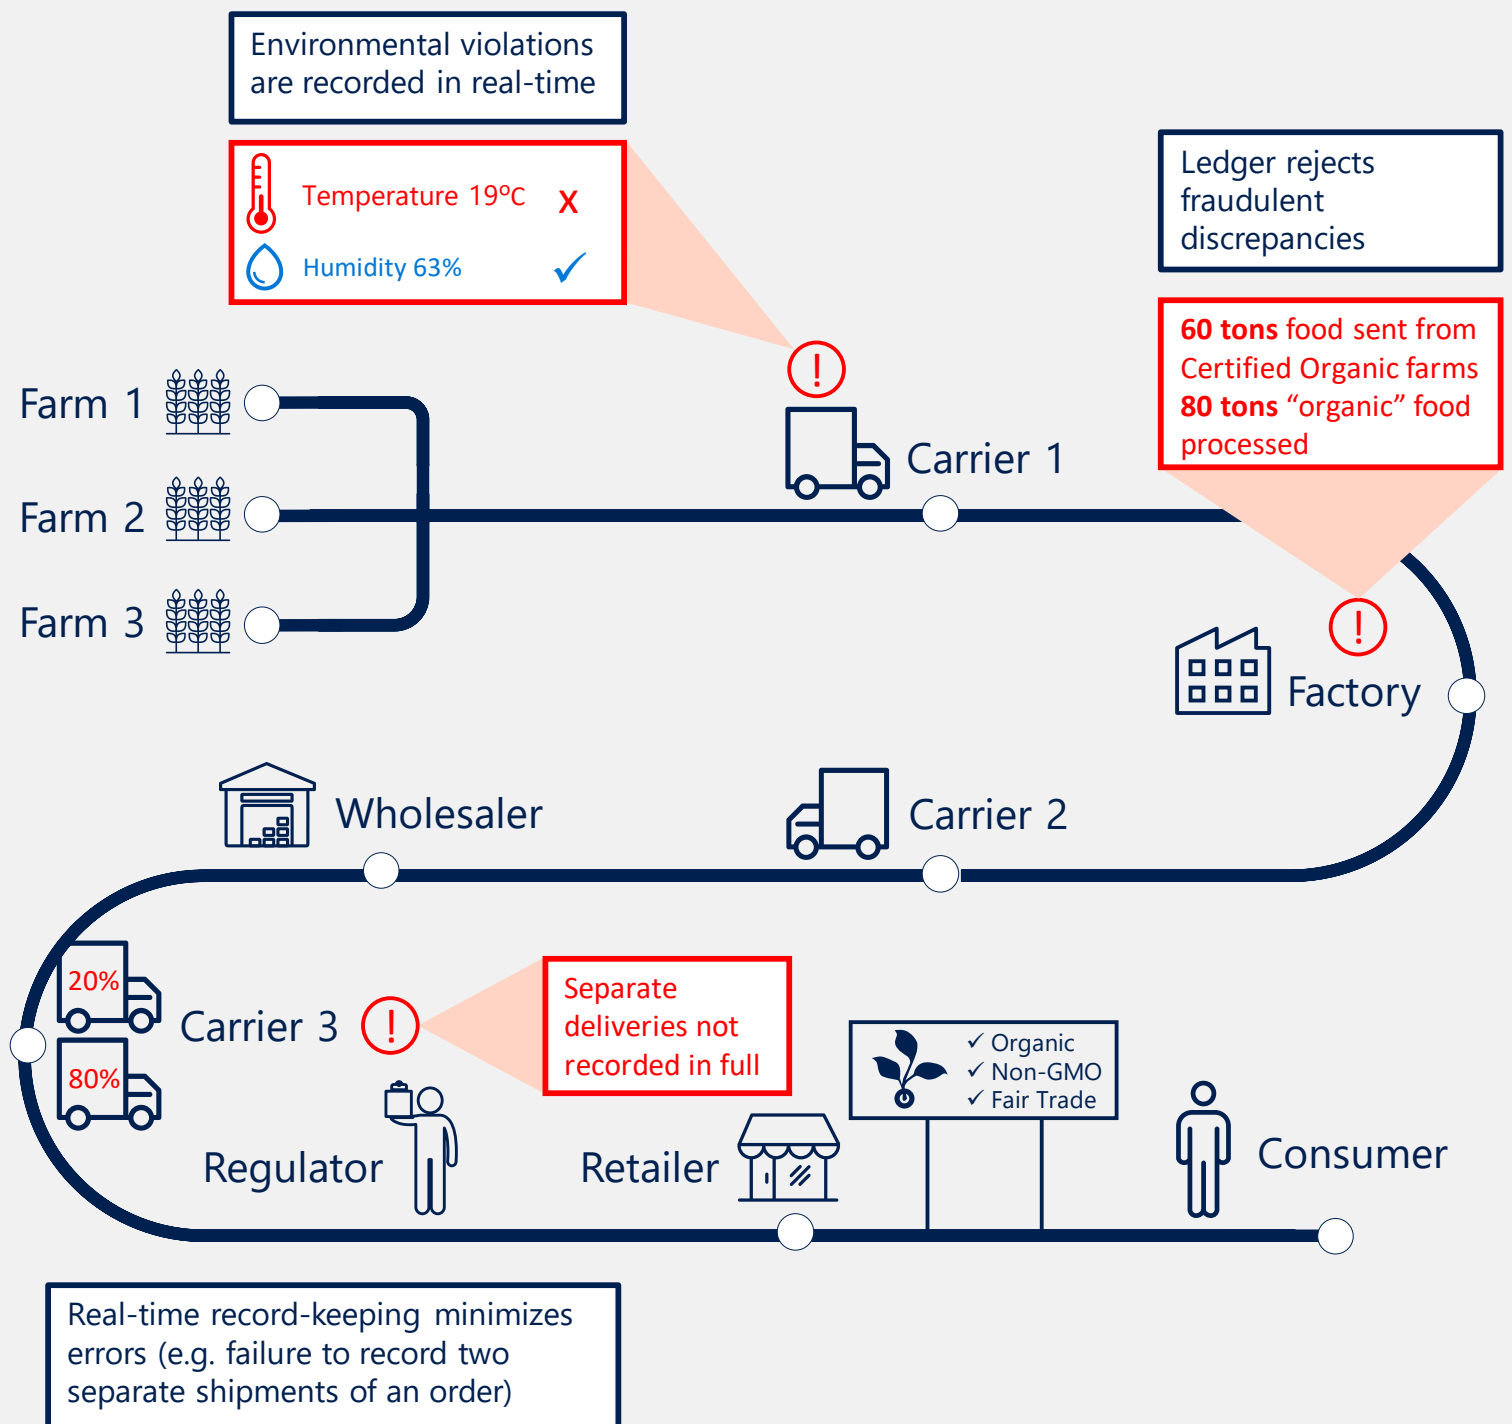 Environmental violations
are recorded in real-time
Temperature 19°C x
Humidity 63% ✓
Ledger rejects
fraudulent
discrepancies
60 tons food sent from
Certified Organic farms
80 tons “organic” food
processed
Farm 1
Farm 2
Farm 3
Carrier 1
Factory
Wholesaler
Carrier 2
20%
80%
Carrier 3
Separate
deliveries not
recorded in full
Regulator
Retailer
✓ Organic
✓ Non-GMO
✓ Fair Trade
Consumer
Real-time record-keeping minimizes
errors (e.g. failure to record two
separate shipments of an order)